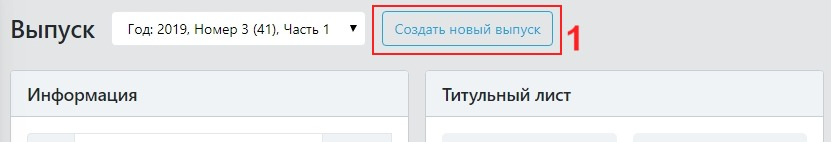 Выпуск Год: 2019, Номер 3 (41), Часть 1 Создать новый выпуск 1
Информация Титульный лист